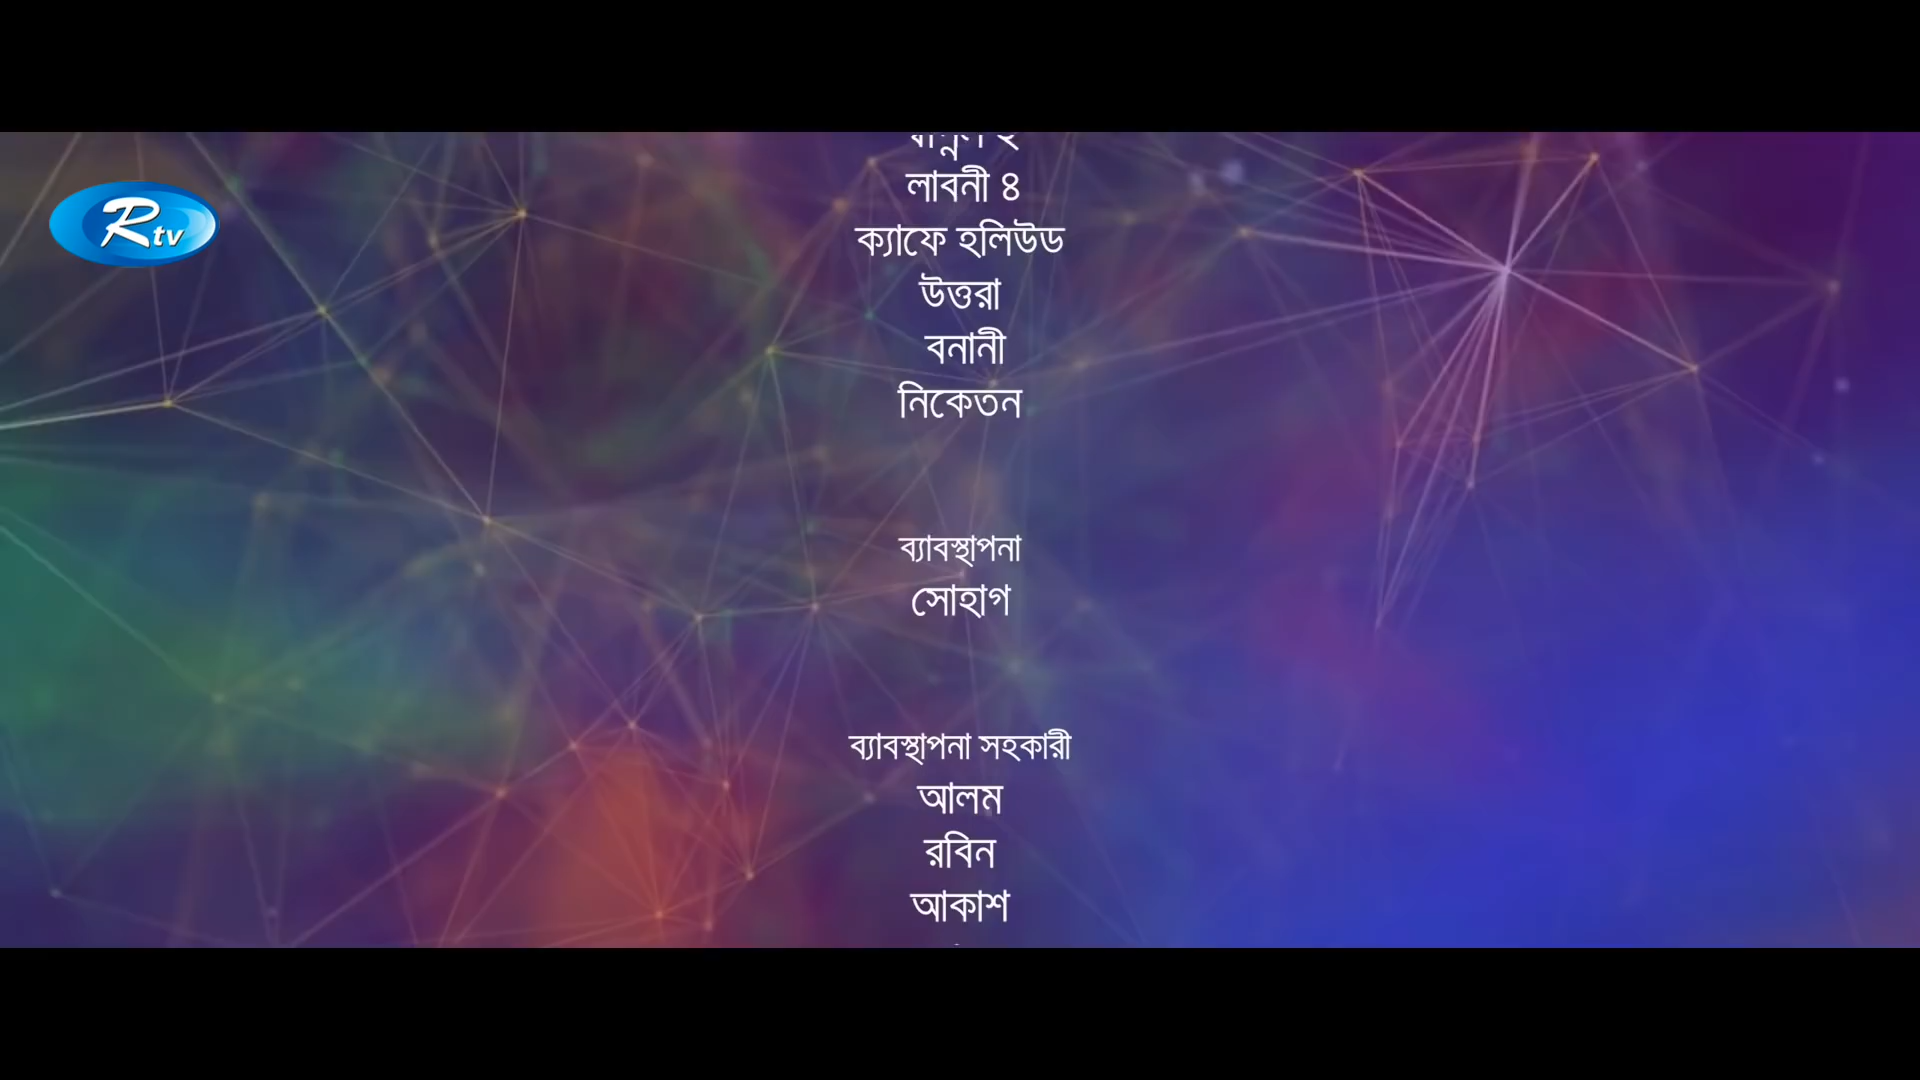 Rtv
লাবনী ৪
ক্যাফে হলিউড
উত্তরা
বনানী
নিকেতন
ব্যাবস্থাপনা
সোহাগ
ব্যাবস্থাপনা সহকারী
আলম
রবিন
আকাশ